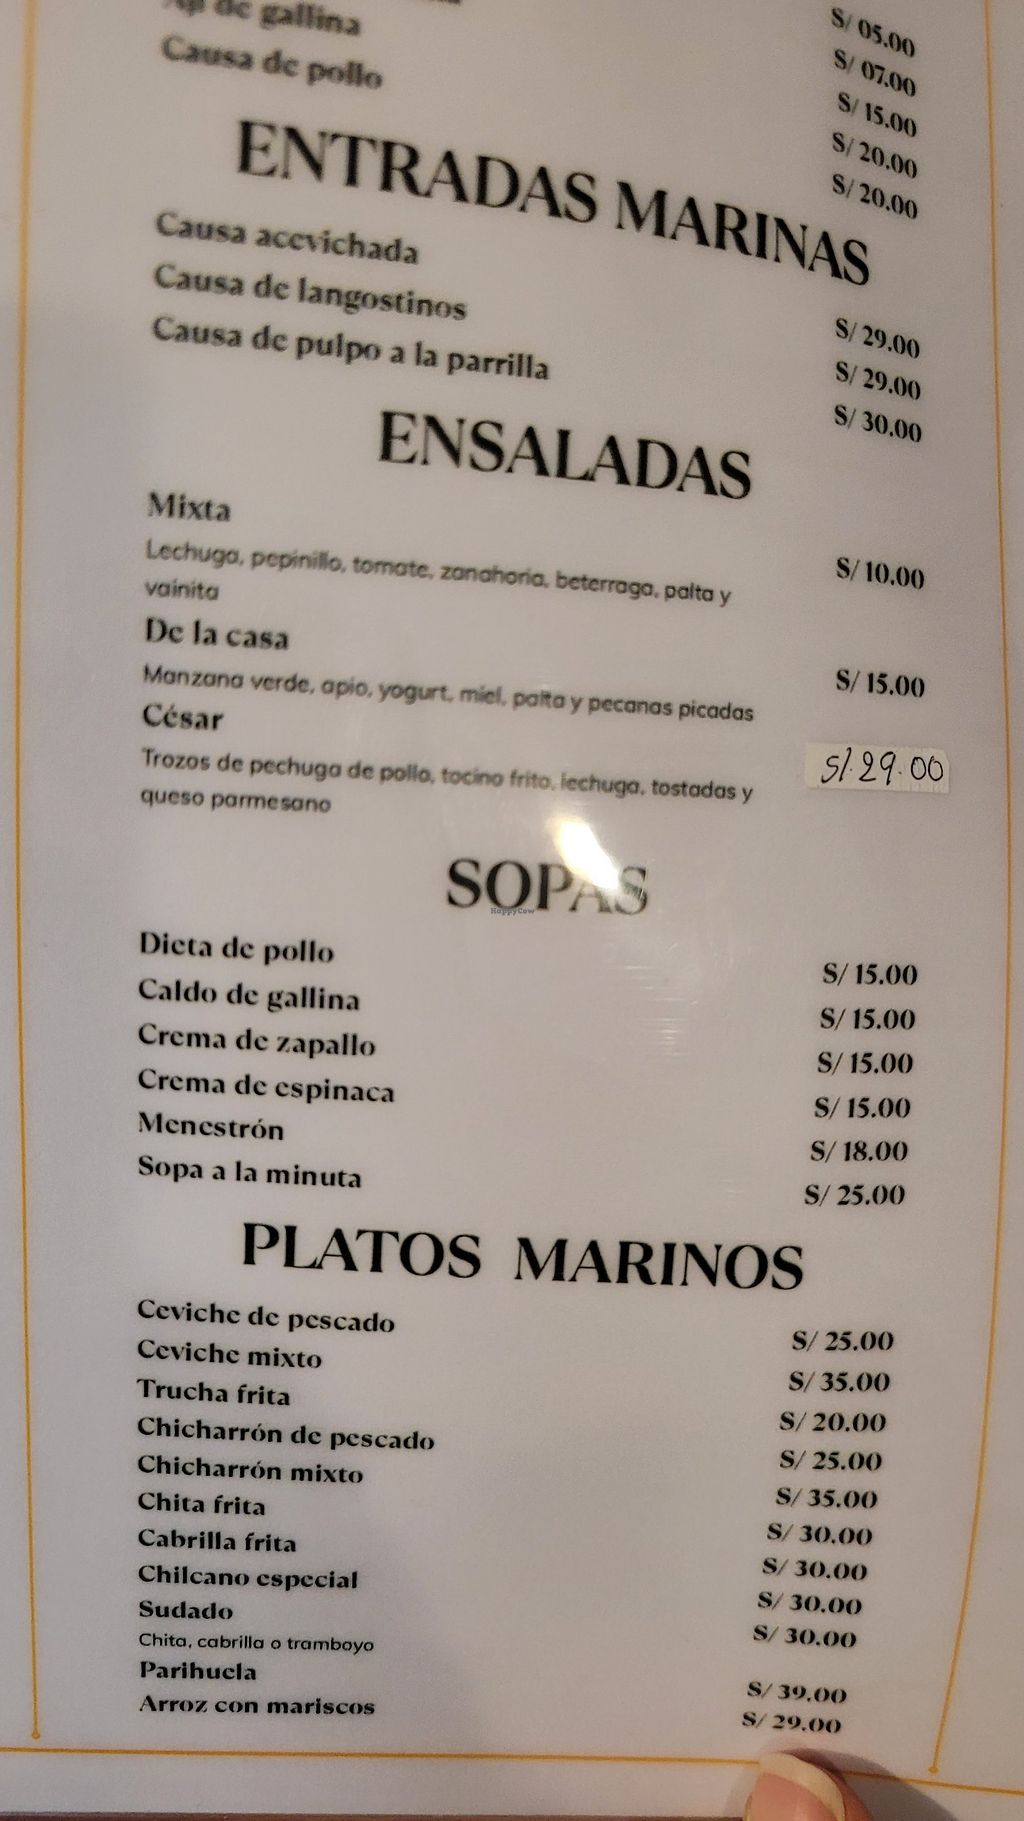 de gallina
S/ 05.00
Causa de pollo
S/ 07.00
S/ 15.00
S/ 20.00
S/ 20.00
ENTRADAS MARINAS
Causa acevichada
S/ 29.00
Causa de langostinos
S/ 29.00
Causa de pulpo a la parrilla
S/ 30.00
ENSALADAS
Mixta
S/ 10.00
Lechuga, pepinillo, tomate, zanahoria, beterraga, palta y
vainita
De la casa
S/ 15.00
Manzana verde, apio, yogurt, miel, palta y pecanas picadas
César
S/. 29.00
Trozos de pechuga de pollo, tocino frito, lechuga, tostadas y
queso parmesano
SOPAS
HappyCow
Dieta de pollo
S/ 15.00
Caldo de gallina
S/ 15.00
Crema de zapallo
S/ 15.00
Crema de espinaca
S/ 15.00
Menestrón
S/ 18.00
Sopa a la minuta
S/ 25.00
PLATOS MARINOS
Ceviche de pescado
S/ 25.00
Ceviche mixto
S/ 35.00
Trucha frita
S/ 20.00
Chicharrón de pescado
S/ 25.00
Chicharrón mixto
S/ 35.00
Chita frita
S/ 30.00
Cabrilla frita
S/ 30.00
Chilcano especial
S/ 30.00
Sudado
S/ 30.00
Chita, cabrilla o tramboyo
Parihuela
S/ 39.00
Arroz con mariscos
S/ 29.00